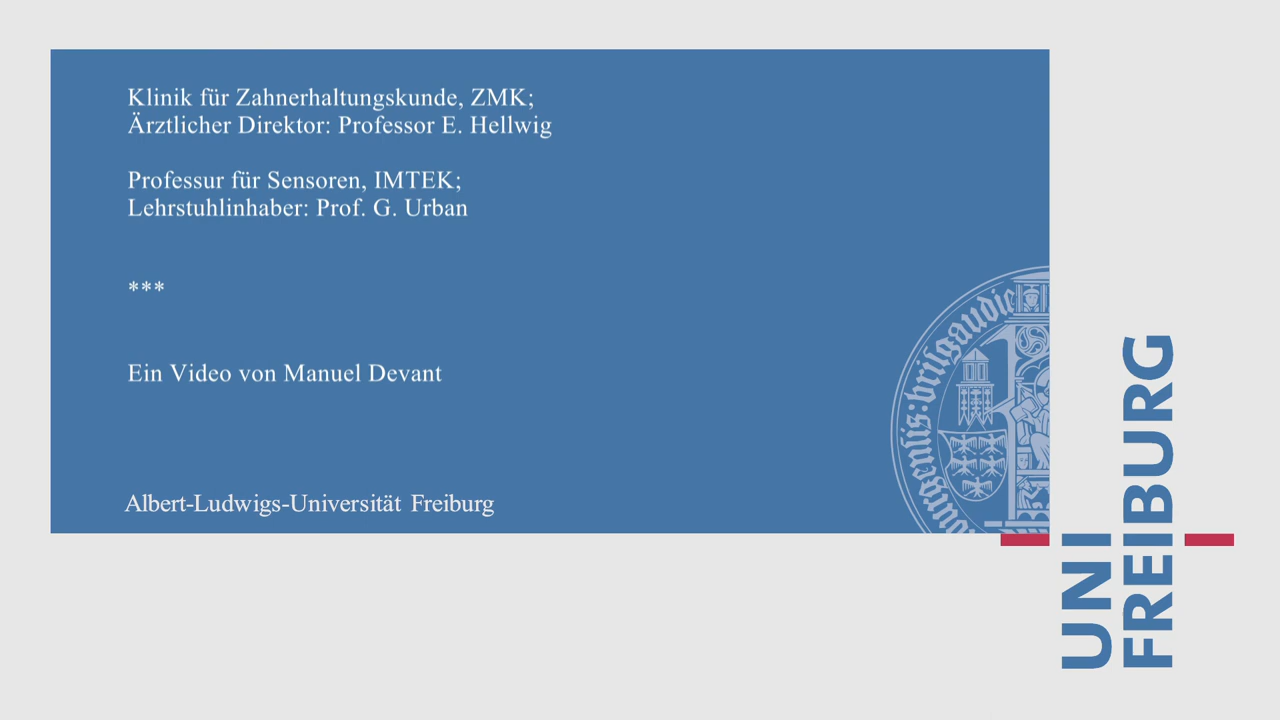 Klinik für Zahnerhaltungskunde, ZMK;
Ärztlicher Direktor: Professor E. Hellwig
Professur für Sensoren, IMTEK;
Lehrstuhlinhaber: Prof. G. Urban
***
Ein Video von Manuel Devant
Albert-Ludwigs-Universität Freiburg
UNI
FREIBURG